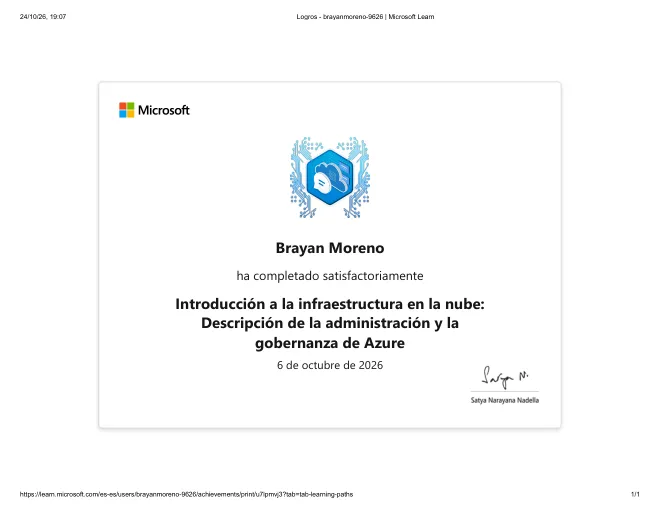 24/10/26, 19:07
Logros - brayanmoreno-9626 | Microsoft Learn
Microsoft
Brayan Moreno
ha completado satisfactoriamente
Introducción a la infraestructura en la nube:
Descripción de la administración y la
gobernanza de Azure
6 de octubre de 2026
Satya N.
Satya Narayana Nadella
https://learn.microsoft.com/es-es/users/brayanmoreno-9626/achievements/print/u7lpmvj3?tab=tab-learning-paths
1/1